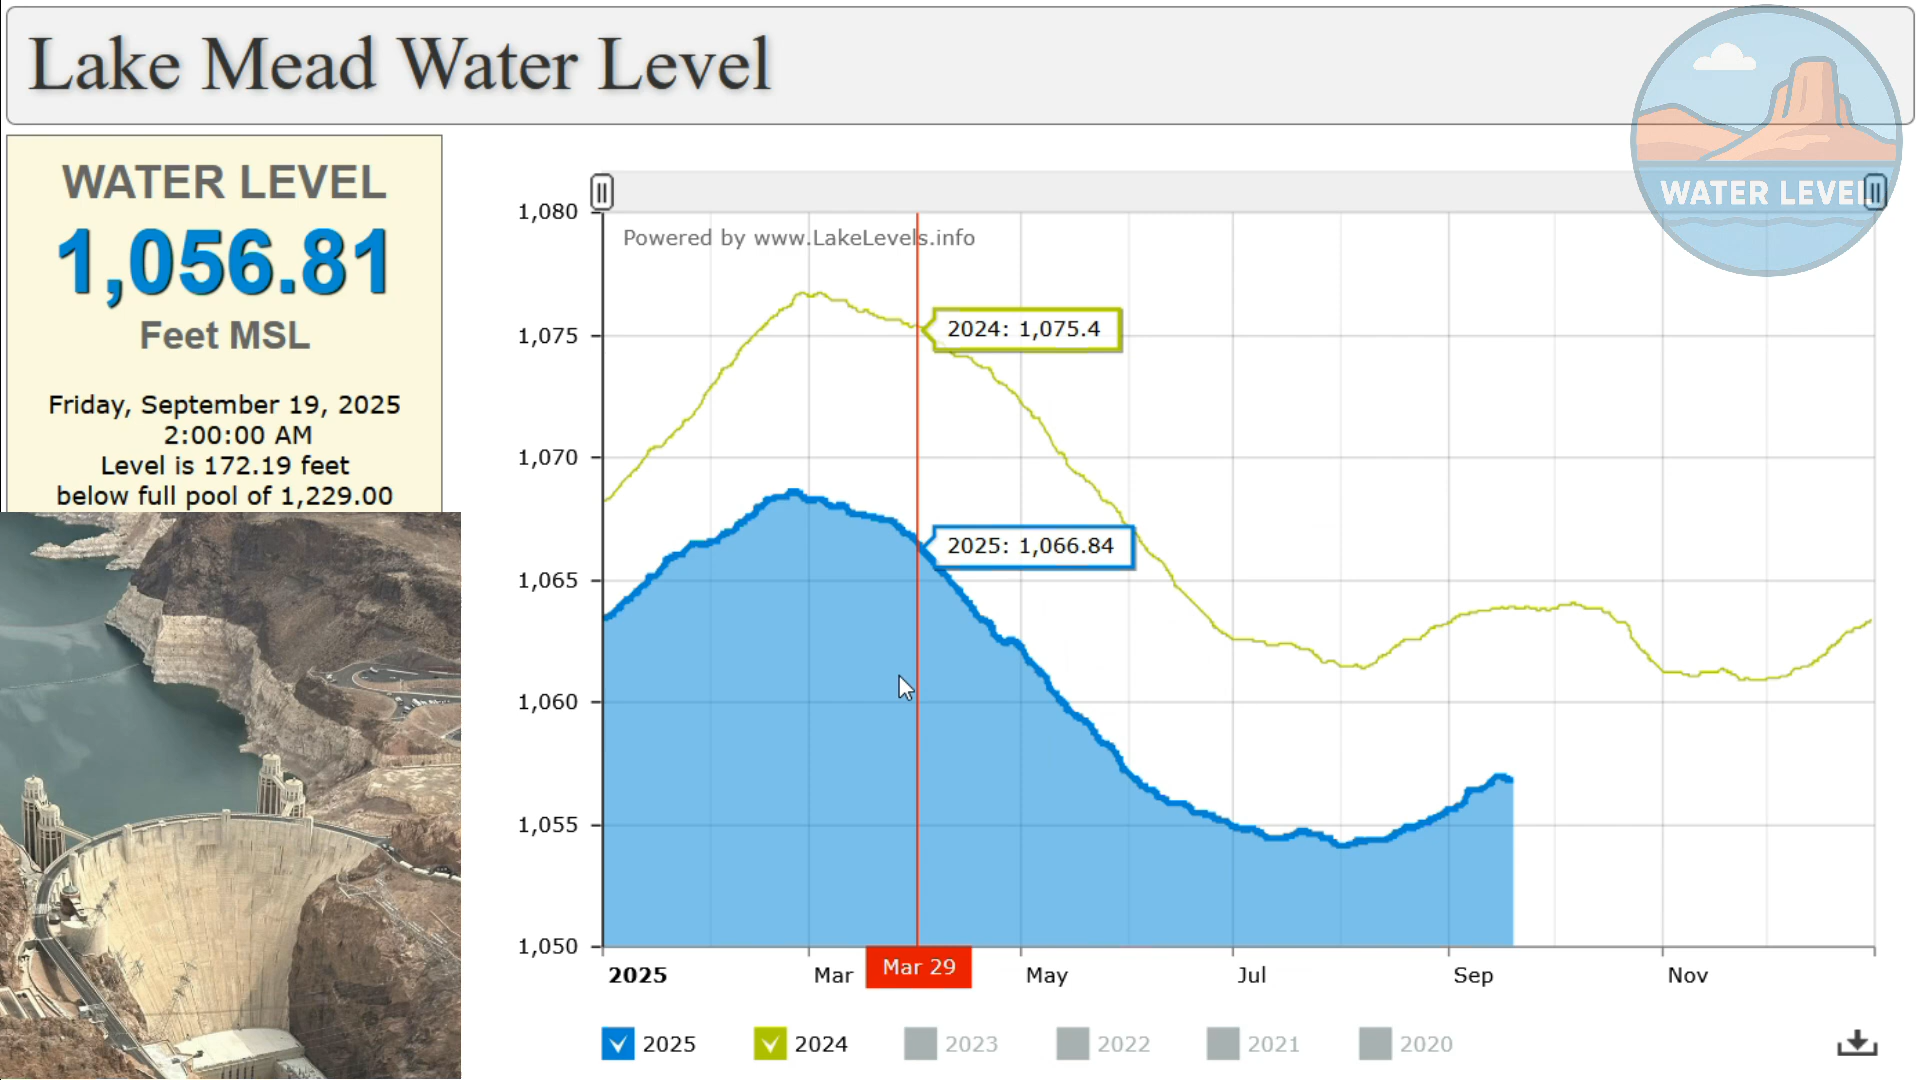 Lake Mead Water Level
WATER LEVEL
WATER LEVEL
1,056.81
Feet MSL
Friday, September 19, 2025
2:00:00 AM
Level is 172.19 feet
below full pool of 1,229.00
Powered by www.LakeLevels.info
1,080
1,075
1,070
1,065
1,060
1,055
1,050
2024: 1,075.4
2025: 1,066.84
2025
Mar
Mar 29
May
Jul
Sep
Nov
2025
2024
2023
2022
2021
2020